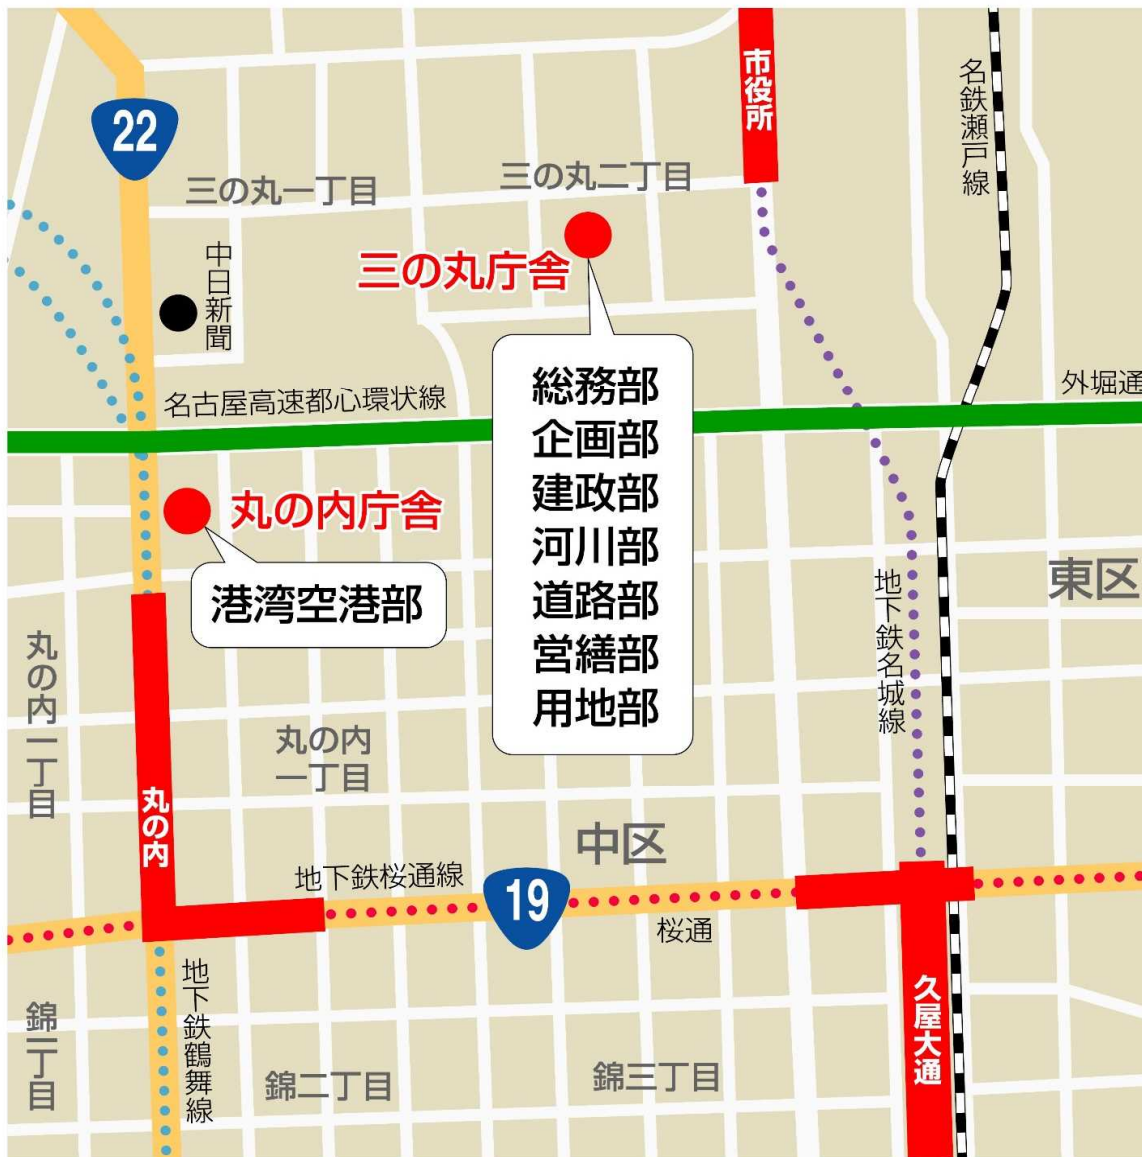 22
市役所
名鉄瀬戸線
三の丸一丁目
三の丸二丁目
中日新聞
三の丸庁舎
総務部
企画部
建政部
河川部
道路部
営繕部
用地部
名古屋高速都心環状線
外堀通
丸の内庁舎
港湾空港部
東区
地下鉄名城線
丸の内一丁目
丸の内
一丁目
丸の内
中区
地下鉄桜通線
19
桜通
地下鉄鶴舞線
久屋大通
錦一丁目
錦二丁目
錦三丁目